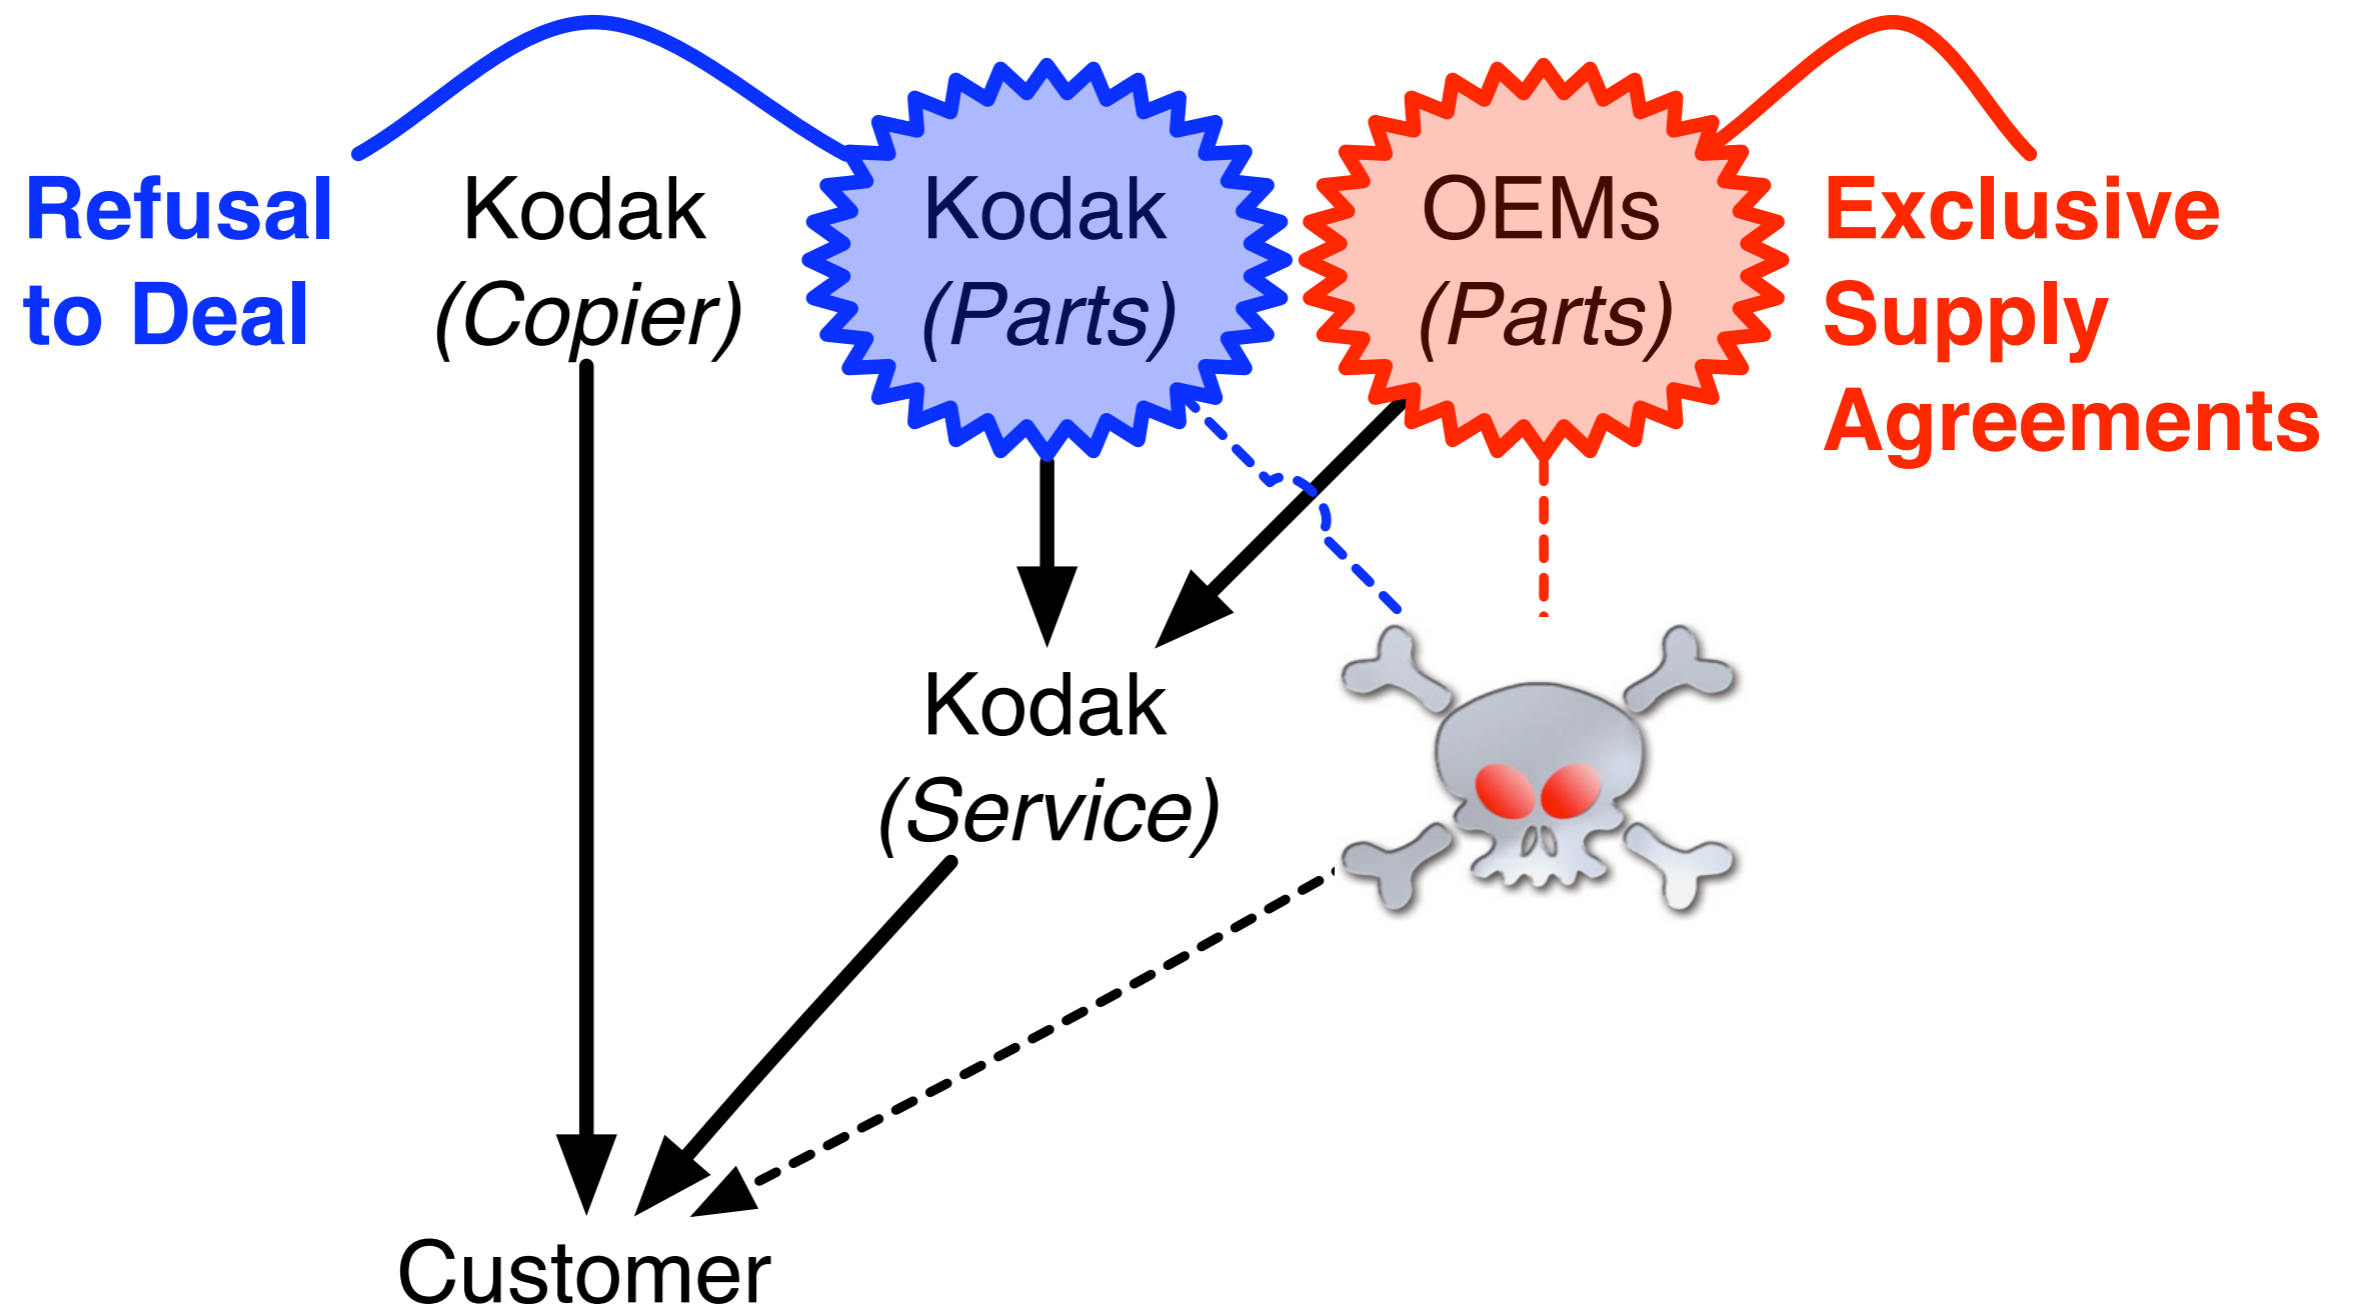 Refusal
to Deal
Kodak
(Copier)
Kodak
(Parts)
OEMs
(Parts)
Exclusive
Supply
Agreements
Kodak
(Service)
Customer